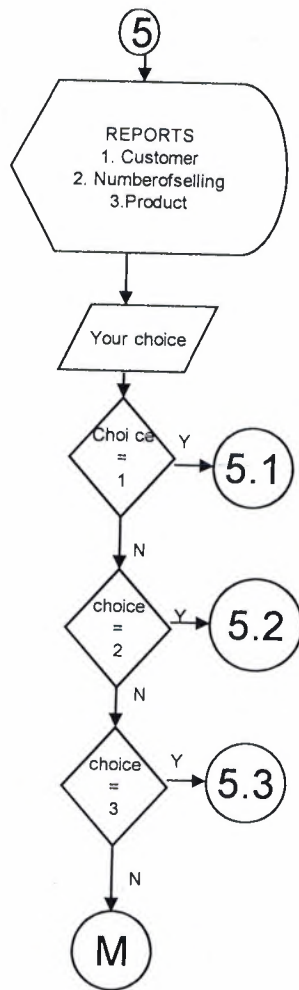 5
REPORTS
1. Customer
2. Numberofselling
3.Product
Your choice
Choi ce
=
1
Y
5.1
N
choice
=
2
Y
5.2
N
choice
=
3
Y
5.3
N
M